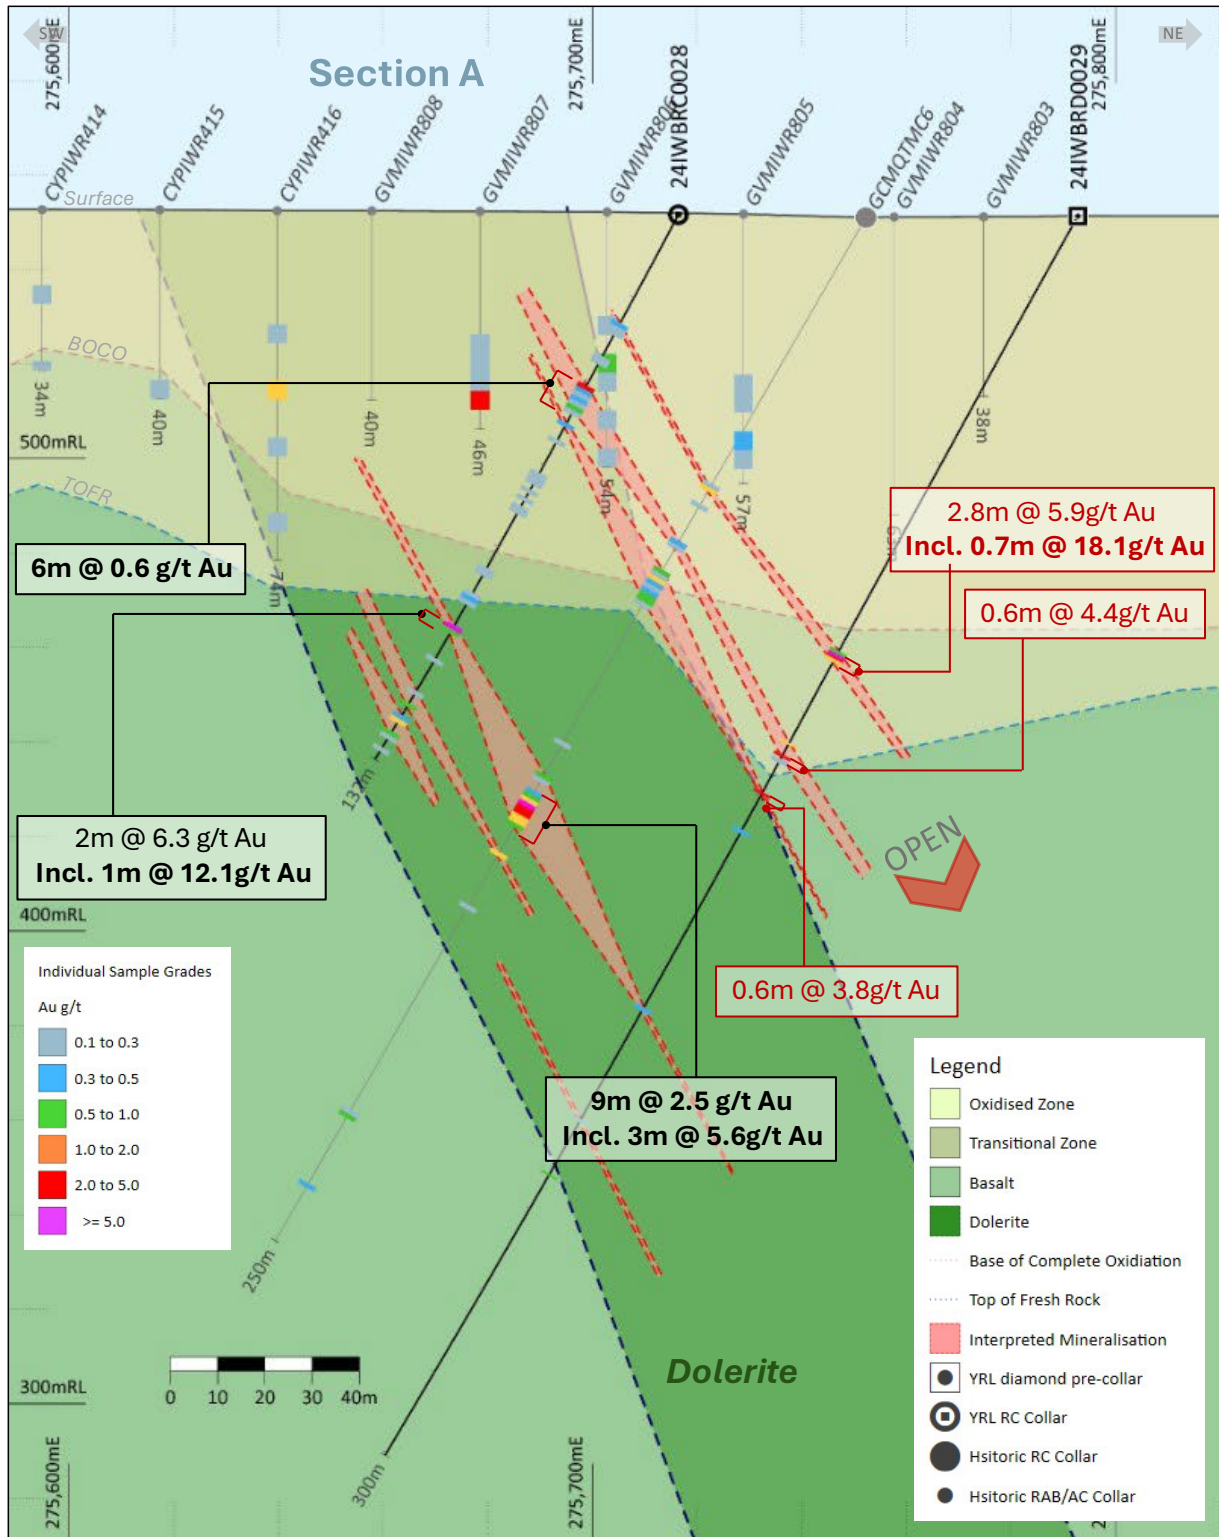 SW
NE
275,600mE
275,700mE
275,800mE
Section A
CYPIWR414
CYPIWR415
CYPIWR416
GVMIWR808
GVMIWR807
GVMIWR806
24IWBRC0028
GVMIWR805
GCMQTMC6
GVMIWR804
GVMIWR803
24IWBRD0029
Surface
BOCO
TOFR
34m
40m
74m
40m
46m
54m
57m
38m
63m
500mRL
2.8m @ 5.9g/t Au
Incl. 0.7m @ 18.1g/t Au
6m @ 0.6 g/t Au
0.6m @ 4.4g/t Au
132m
2m @ 6.3 g/t Au
Incl. 1m @ 12.1g/t Au
OPEN
400mRL
0.6m @ 3.8g/t Au
9m @ 2.5 g/t Au
Incl. 3m @ 5.6g/t Au
Individual Sample Grades
Au g/t
0.1 to 0.3
0.3 to 0.5
0.5 to 1.0
1.0 to 2.0
2.0 to 5.0
>= 5.0
250m
Legend
Oxidised Zone
Transitional Zone
Basalt
Dolerite
Base of Complete Oxidiation
Top of Fresh Rock
Interpreted Mineralisation
YRL diamond pre-collar
YRL RC Collar
Hsitoric RC Collar
Hsitoric RAB/AC Collar
Dolerite
300mRL
0 10 20 30 40m
300m
275,600mE
275,700mE